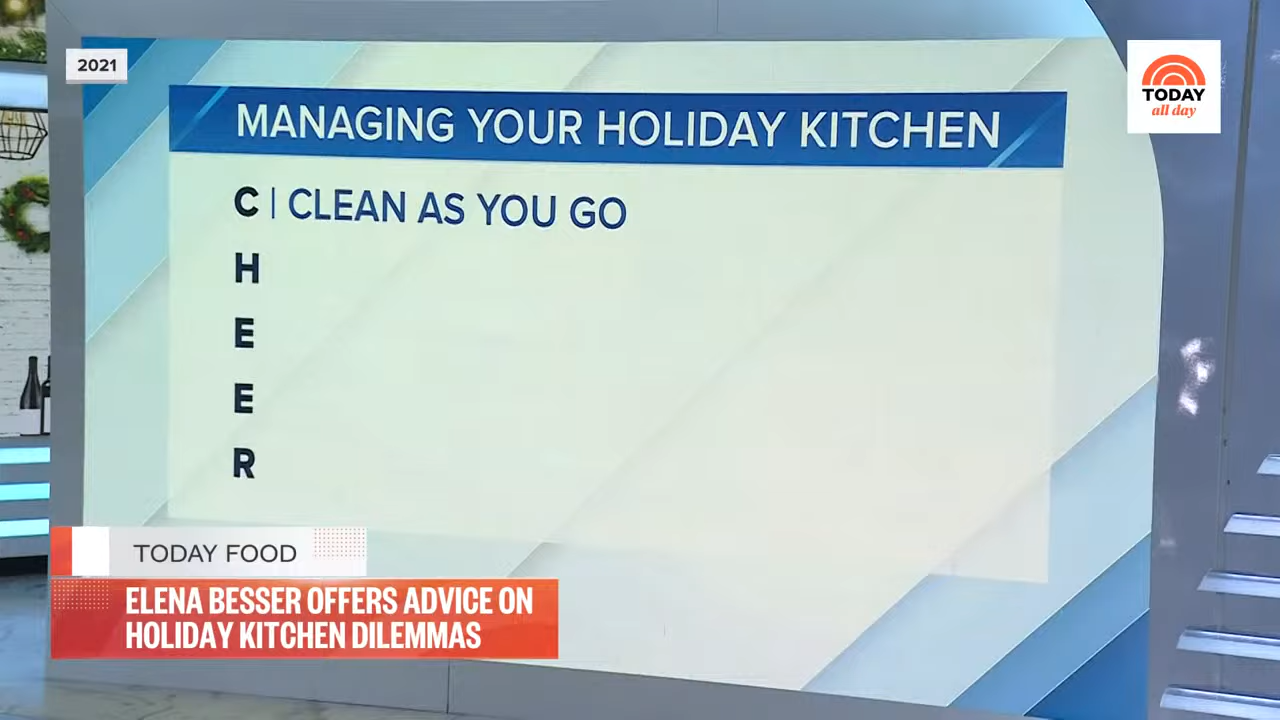 2021
TODAY
all day
MANAGING YOUR HOLIDAY KITCHEN
C | CLEAN AS YOU GO
H
E
E
R
TODAY FOOD
ELENA BESSER OFFERS ADVICE ON
HOLIDAY KITCHEN DILEMMAS